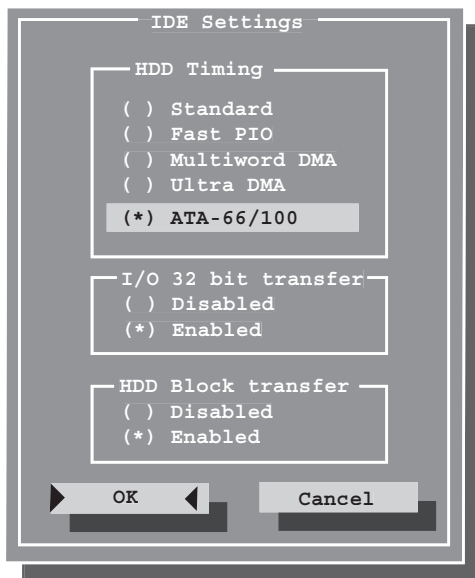 IDE Settings
HDD Timing
( ) Standard
( ) Fast PIO
( ) Multiword DMA
( ) Ultra DMA
(*) ATA-66/100
I/O 32 bit transfer
( ) Disabled
(*) Enabled
HDD Block transfer
( ) Disabled
(*) Enabled
OK Cancel